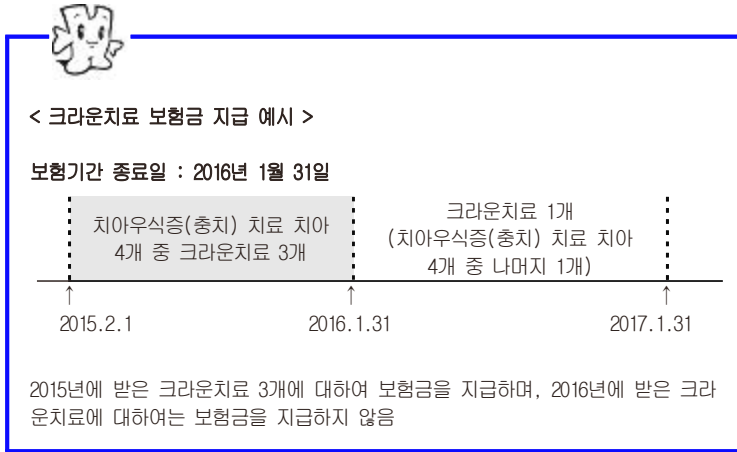 < 크라운치료 보험금 지급 예시 >
보험기간 종료일 : 2016년 1월 31일
치아우식증(충치) 치료 치아
4개 중 크라운치료 3개
크라운치료 1개
(치아우식증(충치) 치료 치아
4개 중 나머지 1개)
↑ ↑ ↑
2015.2.1 2016.1.31 2017.1.31
2015년에 받은 크라운치료 3개에 대하여 보험금을 지급하며, 2016년에 받은 크라
운치료에 대하여는 보험금을 지급하지 않음